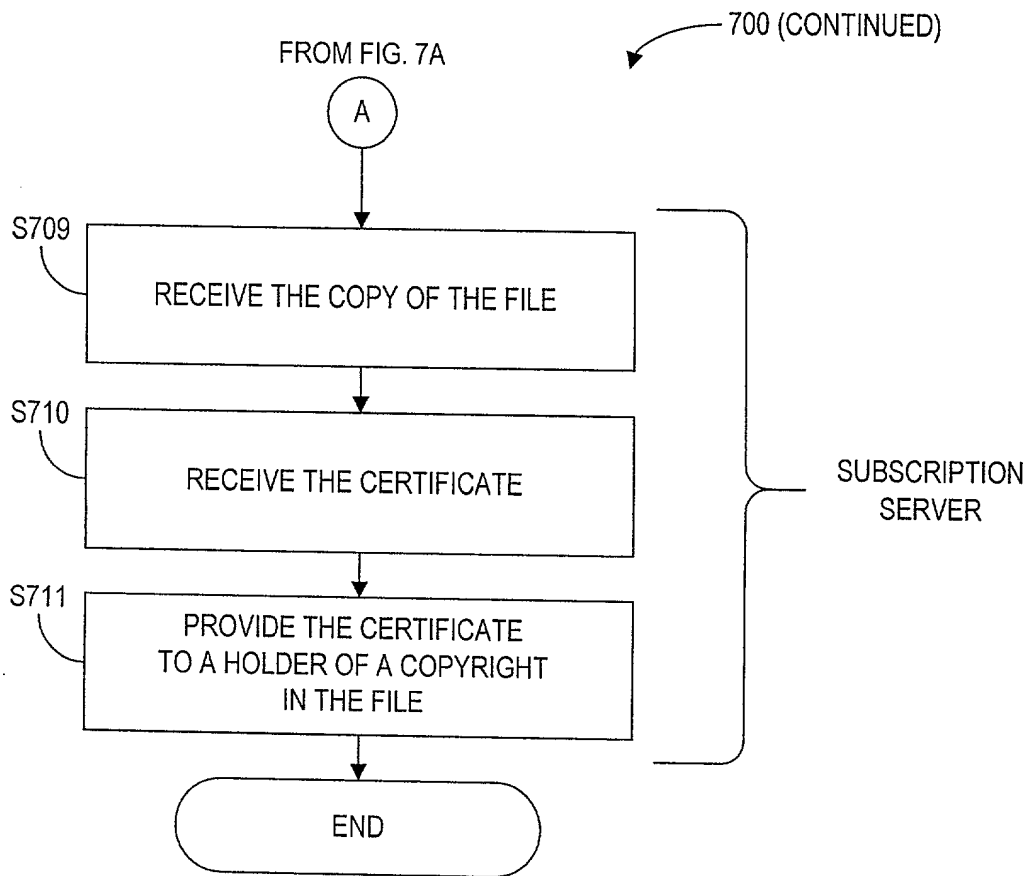 700 (CONTINUED)
FROM FIG. 7A
A
S709
RECEIVE THE COPY OF THE FILE
S710
RECEIVE THE CERTIFICATE
SUBSCRIPTION
SERVER
S711
PROVIDE THE CERTIFICATE
TO A HOLDER OF A COPYRIGHT
IN THE FILE
END